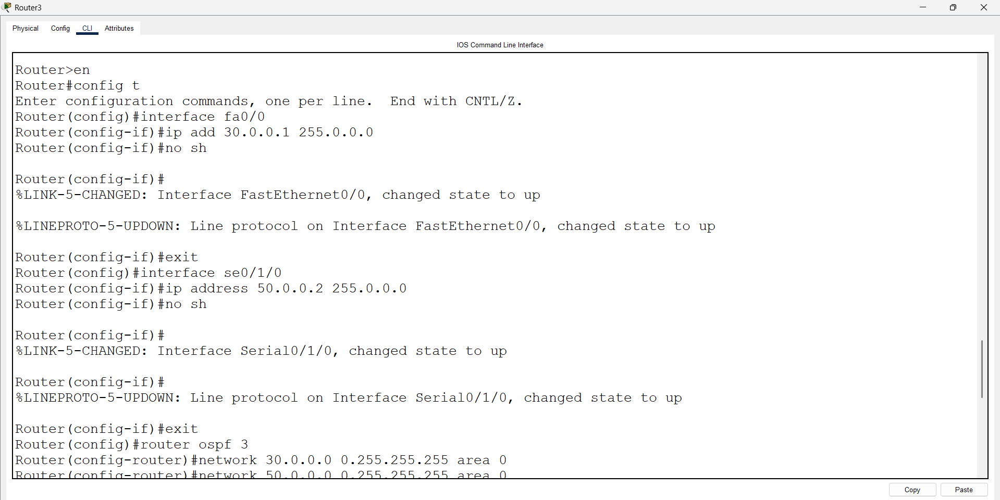 Router3
Physical Config CLI Attributes
IOS Command Line Interface
Router>en
Router#config t
Enter configuration commands, one per line.  End with CNTL/Z.
Router(config)#interface fa0/0
Router(config-if)#ip add 30.0.0.1 255.0.0.0
Router(config-if)#no sh
Router(config-if)#
%LINK-5-CHANGED: Interface FastEthernet0/0, changed state to up
%LINEPROTO-5-UPDOWN: Line protocol on Interface FastEthernet0/0, changed state to up
Router(config-if)#exit
Router(config)#interface se0/1/0
Router(config-if)#ip address 50.0.0.2 255.0.0.0
Router(config-if)#no sh
Router(config-if)#
%LINK-5-CHANGED: Interface Serial0/1/0, changed state to up
Router(config-if)#
%LINEPROTO-5-UPDOWN: Line protocol on Interface Serial0/1/0, changed state to up
Router(config-if)#exit
Router(config)#router ospf 3
Router(config-router)#network 30.0.0.0 0.255.255.255 area 0
Router(config-router)#network 50.0.0.0 0.255.255.255 area 0
Copy Paste